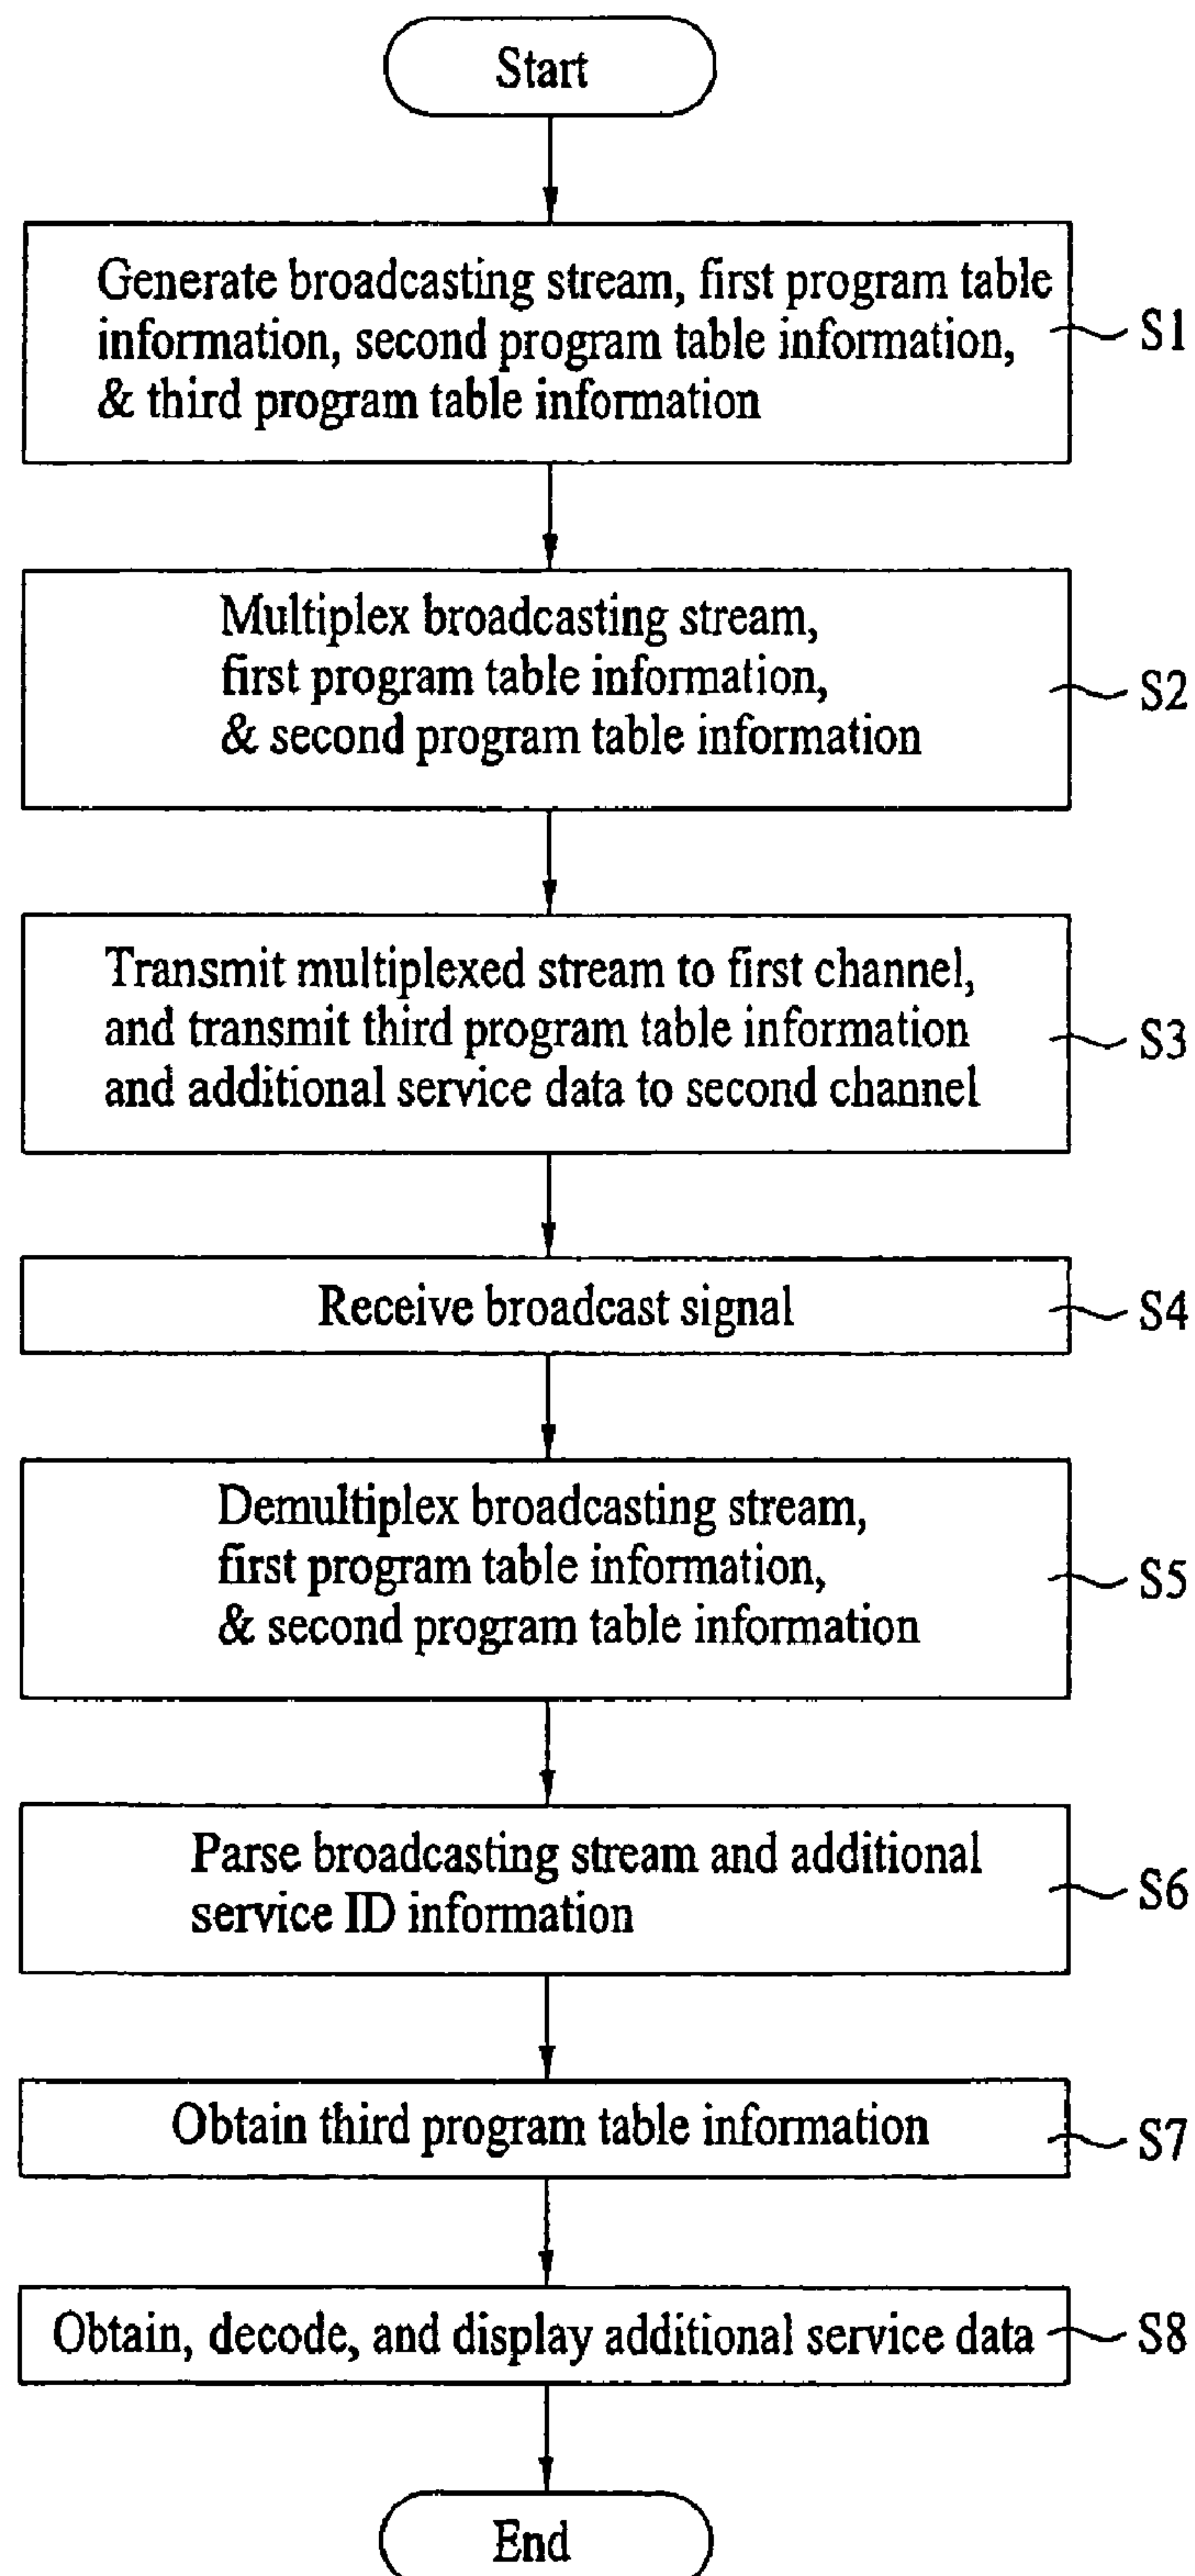 Start
Generate broadcasting stream, first program table
information, second program table information,
& third program table information
S1
Multiplex broadcasting stream,
first program table information,
& second program table information
S2
Transmit multiplexed stream to first channel,
and transmit third program table information
and additional service data to second channel
S3
Receive broadcast signal
S4
Demultiplex broadcasting stream,
first program table information,
& second program table information
S5
Parse broadcasting stream and additional
service ID information
S6
Obtain third program table information
S7
Obtain, decode, and display additional service data
S8
End